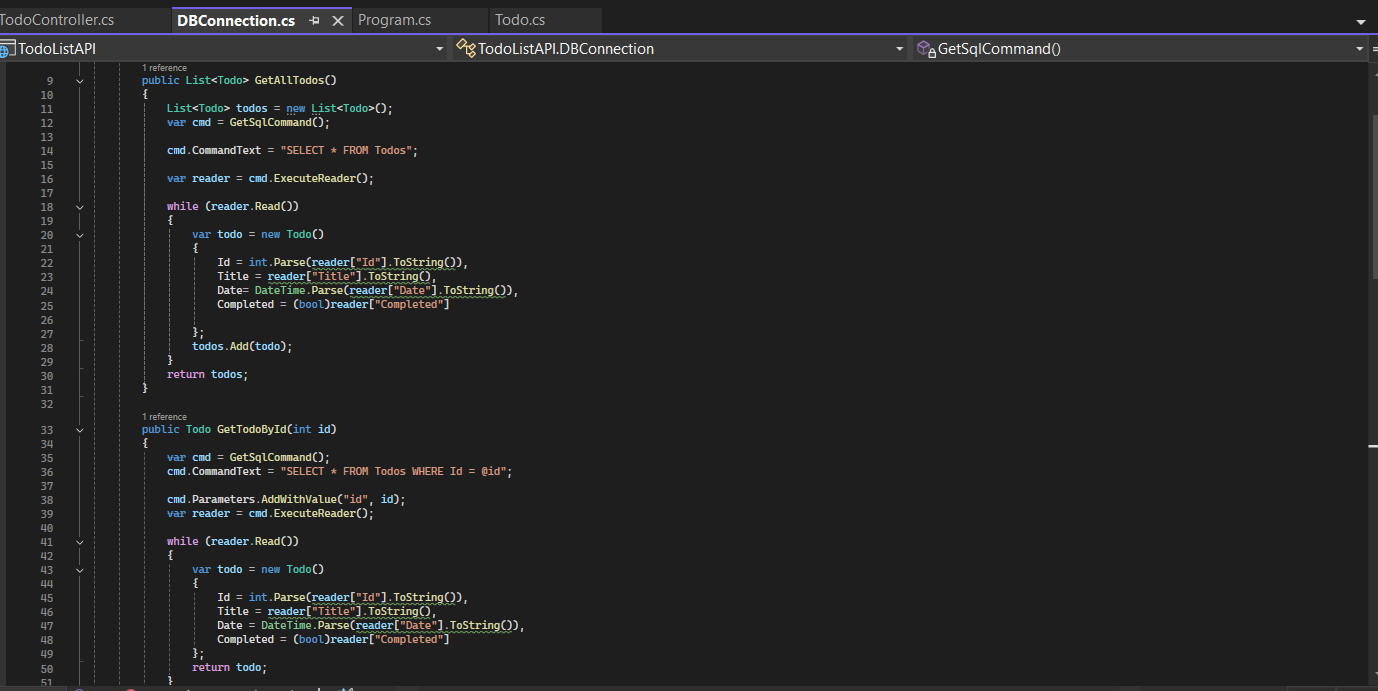 TodoController.cs
DBConnection.cs
Program.cs
Todo.cs
TodoListAPI
TodoListAPI.DBConnection
GetSqlCommand()
1 reference
9 public List<Todo> GetAllTodos()
10 {
11 List<Todo> todos = new List<Todo>();
12 var cmd = GetSqlCommand();
13
14 cmd.CommandText = "SELECT * FROM Todos";
15
16 var reader = cmd.ExecuteReader();
17
18 while (reader.Read())
19 {
20 var todo = new Todo()
21 {
22 Id = int.Parse(reader["Id"].ToString()),
23 Title = reader["Title"].ToString(),
24 Date= DateTime.Parse(reader["Date"].ToString()),
25 Completed = (bool)reader["Completed"]
26
27 };
28 todos.Add(todo);
29 }
30 return todos;
31 }
32
1 reference
33 public Todo GetTodoById(int id)
34 {
35 var cmd = GetSqlCommand();
36 cmd.CommandText = "SELECT * FROM Todos WHERE Id = @id";
37
38 cmd.Parameters.AddWithValue("id", id);
39 var reader = cmd.ExecuteReader();
40
41 while (reader.Read())
42 {
43 var todo = new Todo()
44 {
45 Id = int.Parse(reader["Id"].ToString()),
46 Title = reader["Title"].ToString(),
47 Date = DateTime.Parse(reader["Date"].ToString()),
48 Completed = (bool)reader["Completed"]
49 };
50 return todo;
51 }